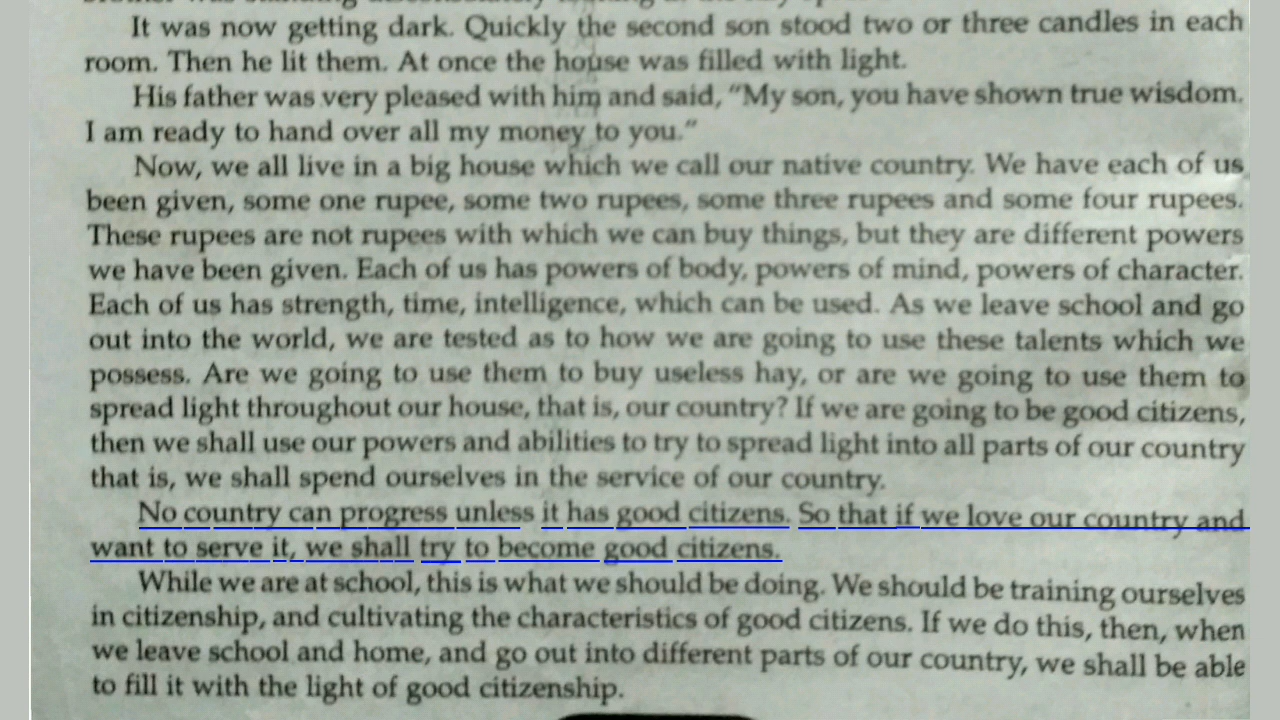 It was now getting dark. Quickly the second son stood two or three candles in each
room. Then he lit them. At once the house was filled with light.
His father was very pleased with him and said, “My son, you have shown true wisdom.
I am ready to hand over all my money to you.”
Now, we all live in a big house which we call our native country. We have each of us
been given, some one rupee, some two rupees, some three rupees and some four rupees.
These rupees are not rupees with which we can buy things, but they are different powers
we have been given. Each of us has powers of body, powers of mind, powers of character.
Each of us has strength, time, intelligence, which can be used. As we leave school and go
out into the world, we are tested as to how we are going to use these talents which we
possess. Are we going to use them to buy useless hay, or are we going to use them to
spread light throughout our house, that is, our country? If we are going to be good citizens,
then we shall use our powers and abilities to try to spread light into all parts of our country
that is, we shall spend ourselves in the service of our country.
No country can progress unless it has good citizens. So that if we love our country and
want to serve it, we shall try to become good citizens.
While we are at school, this is what we should be doing. We should be training ourselves
in citizenship, and cultivating the characteristics of good citizens. If we do this, then, when
we leave school and home, and go out into different parts of our country, we shall be able
to fill it with the light of good citizenship.